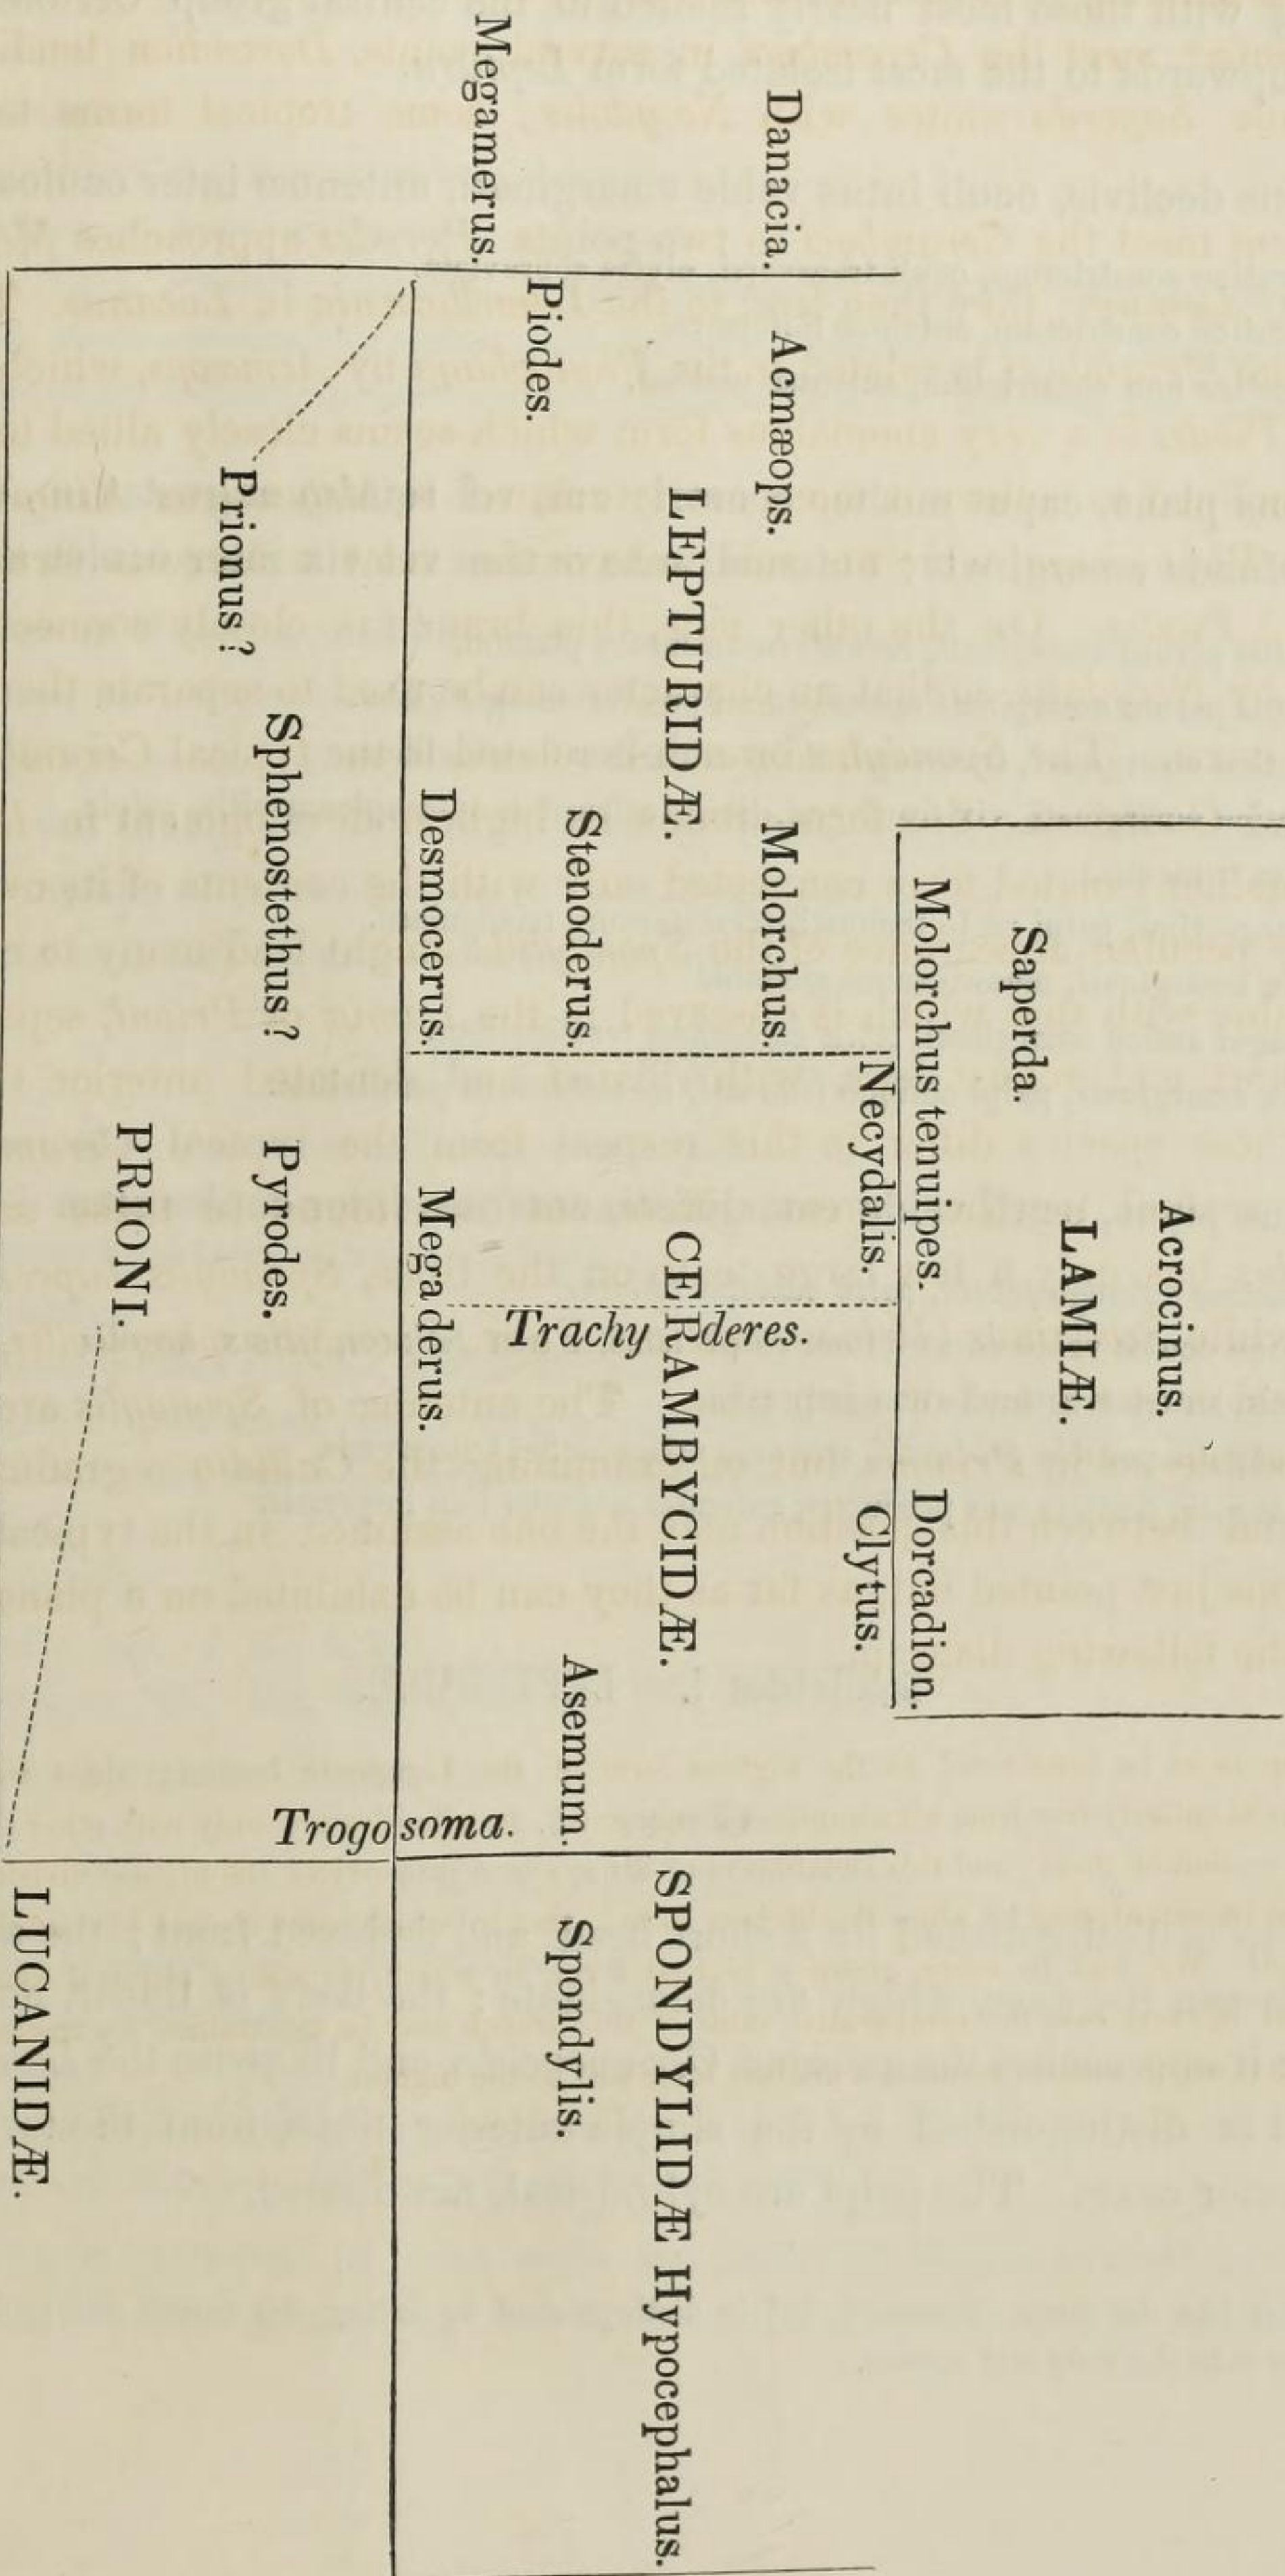 Acrocinus.
LAMIÆ.
Saperda.
Molorchus tenuipes.
Dorcadion.
Necydalis.
Clytus.
Danacia.
Acmæops.
Molorchus.
Trachyderes.
LEPTURIDÆ.
CERAMBYCIDÆ.
SPONDYLIDÆ Hypocephalus.
Stenoderus.
Asemum.
Spondylis.
Megamerus.
Piodes.
Desmocerus.
Megaderus.
Trogosoma.
Sphenostethus?
Pyrodes.
Prionus?
PRIONI.
LUCANIDÆ.